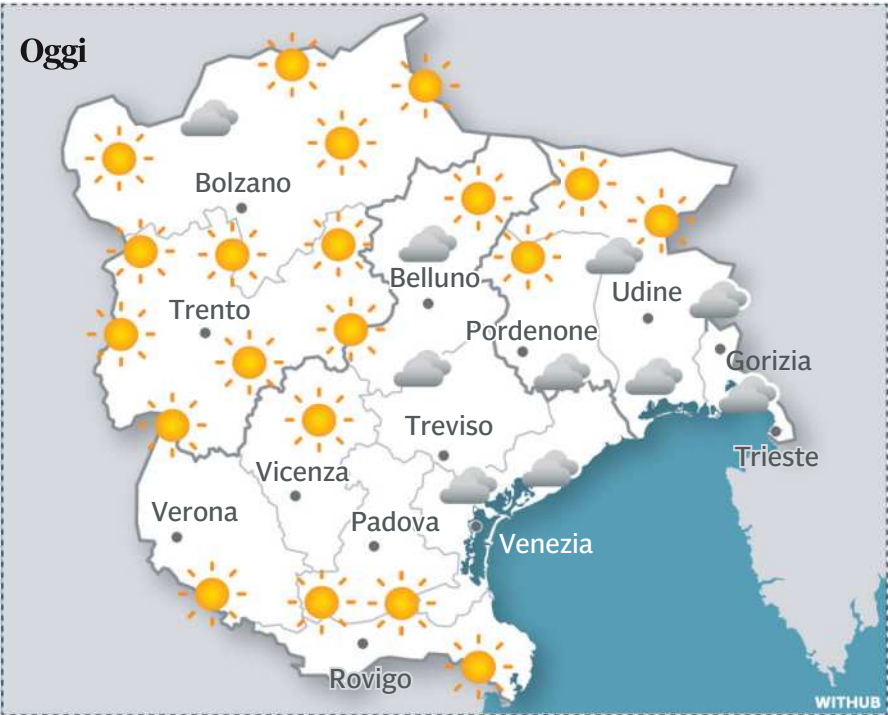 Oggi
Bolzano
Belluno
Trento
Udine
Pordenone
Gorizia
Treviso
Trieste
Vicenza
Verona
Padova
Venezia
Rovigo
WITHUB